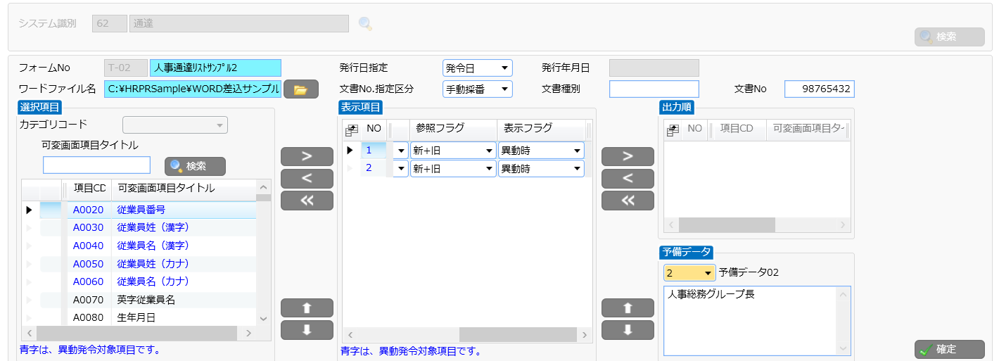 システム識別 62 通達
検索
フォームNo T-02 人事通達ﾘｽﾄｻﾝﾌﾟﾙ2 発行日指定 発令日 発行年月日
ワードファイル名 C:¥HRPRSample¥WORD差込サンプル 文書No.指定区分 手動採番 文書種別 文書No 98765432
選択項目
カテゴリコード
可変画面項目タイトル
検索
項目CD 可変画面項目タイトル
A0020 従業員番号
A0030 従業員姓（漢字）
A0040 従業員名（漢字）
A0050 従業員姓（カナ）
A0060 従業員名（カナ）
A0070 英字従業員名
A0080 生年月日
青字は、異動発令対象項目です。
>
<
<<
表示項目
NO 参照フラグ 表示フラグ
1 新+旧 異動時
2 新+旧 異動時
青字は、異動発令対象項目です。
>
<
<<
出力順
NO 項目CD 可変画面項目タイ
予備データ
2 予備データ02
人事総務グループ長
確定